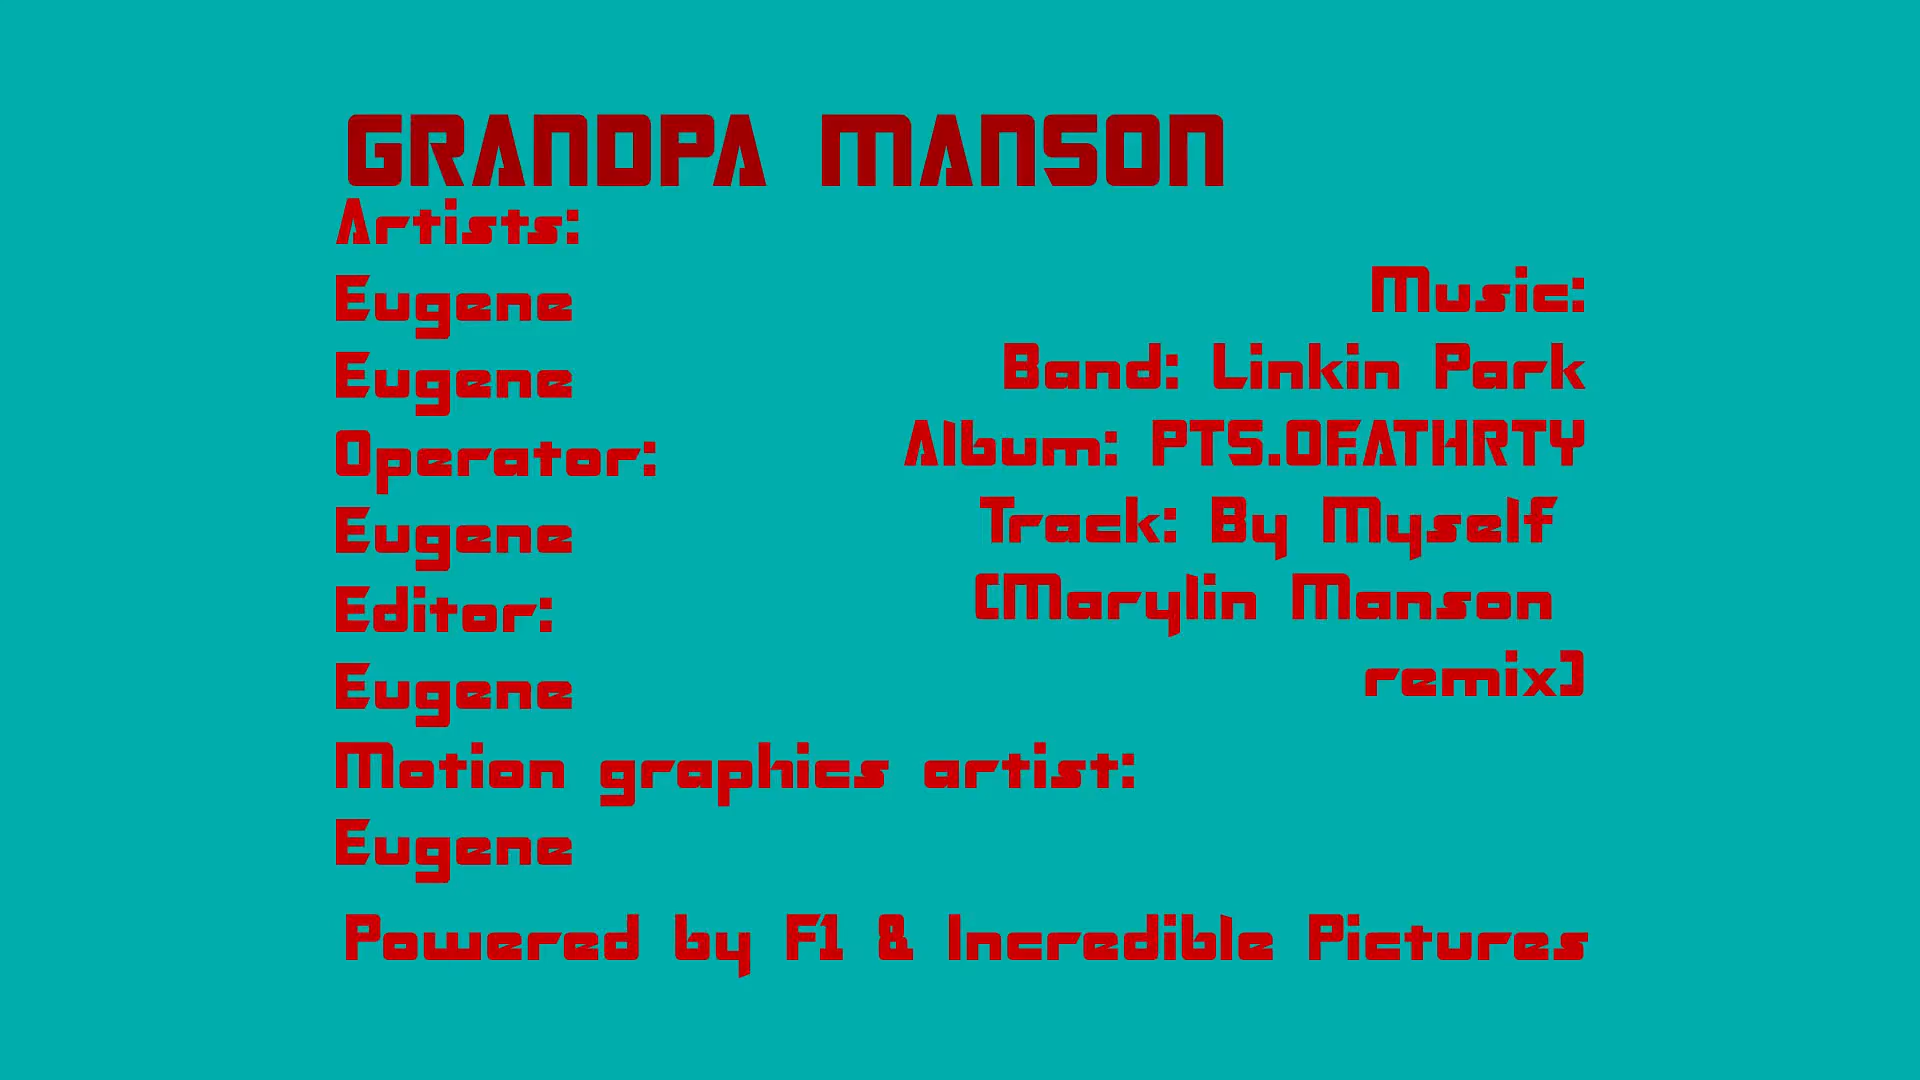 GRANDPA MANSON
Artists:
Eugene
Eugene
Operator:
Eugene
Editor:
Eugene
Motion graphics artist:
Eugene
Music:
Band: Linkin Park
Album: PTS.OF.ATHRTY
Track: By Myself
(Marylin Manson
remix)
Powered by F1 & Incredible Pictures